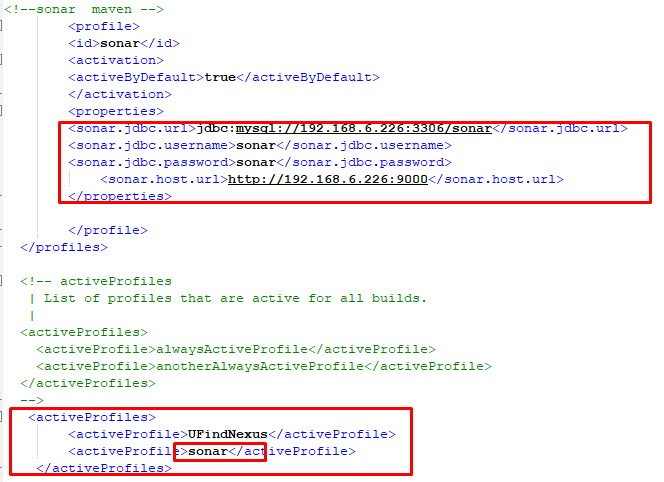 <!--sonar  maven -->
<profile>
<id>sonar</id>
<activation>
<activeByDefault>true</activeByDefault>
</activation>
<properties>
<sonar.jdbc.url>jdbc:mysql://192.168.6.226:3306/sonar</sonar.jdbc.url>
<sonar.jdbc.username>sonar</sonar.jdbc.username>
<sonar.jdbc.password>sonar</sonar.jdbc.password>
<sonar.host.url>http://192.168.6.226:9000</sonar.host.url>
</properties>
</profile>
</profiles>
<!-- activeProfiles
| List of profiles that are active for all builds.
|
<activeProfiles>
<activeProfile>alwaysActiveProfile</activeProfile>
<activeProfile>anotherAlwaysActiveProfile</activeProfile>
</activeProfiles>
-->
<activeProfiles>
<activeProfile>UFindNexus</activeProfile>
<activeProfile>sonar</activeProfile>
</activeProfiles>